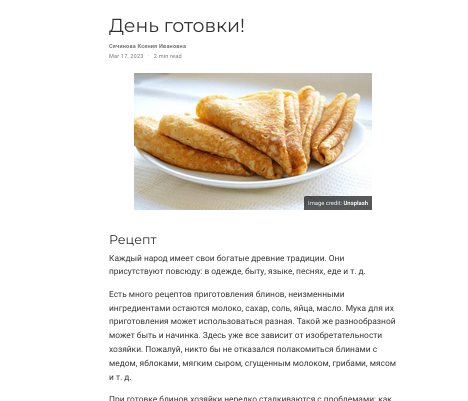 День готовки!
Сячинова Ксения Ивановна
Mar 17, 2023 · 2 min read
Image credit: Unsplash
Рецепт
Каждый народ имеет свои богатые древние традиции. Они
присутствуют повсюду: в одежде, быту, языке, песнях, еде и т. д.
Есть много рецептов приготовления блинов, неизменными
ингредиентами остаются молоко, сахар, соль, яйца, масло. Мука для их
приготовления может использоваться разная. Такой же разнообразной
может быть и начинка. Здесь уже все зависит от изобретательности
хозяйки. Пожалуй, никто бы не отказался полакомиться блинами с
медом, яблоками, мягким сыром, сгущенным молоком, грибами, мясом
и т. д.
При готовке блинов хозяйки нередко сталкиваются с проблемами: как